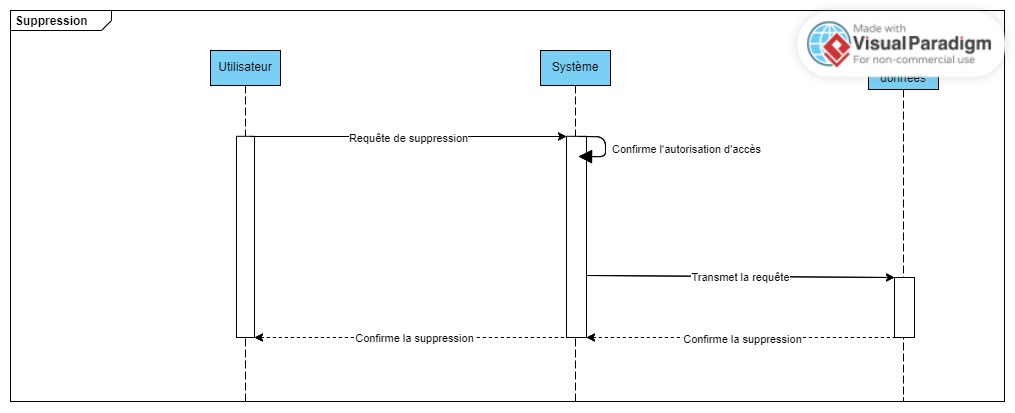 Suppression
Made with
Visual Paradigm
For non-commercial use
Utilisateur
Système
données
Requête de suppression
Confirme l'autorisation d'accès
Transmet la requête
Confirme la suppression
Confirme la suppression